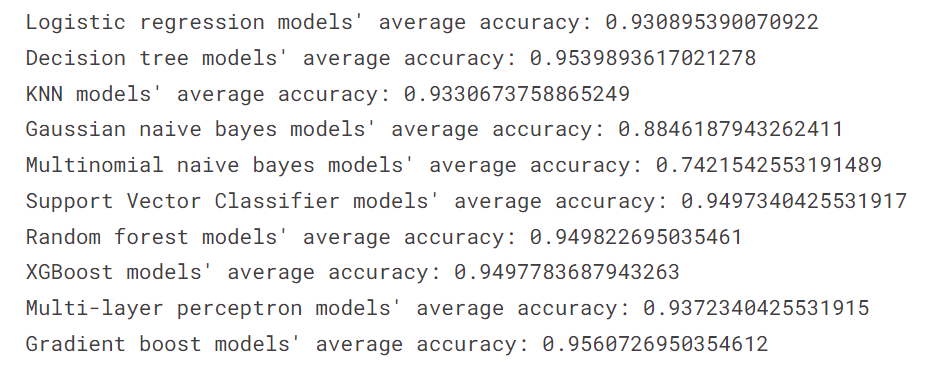 Logistic regression models' average accuracy: 0.930895390070922
Decision tree models' average accuracy: 0.9539893617021278
KNN models' average accuracy: 0.9330673758865249
Gaussian naive bayes models' average accuracy: 0.8846187943262411
Multinomial naive bayes models' average accuracy: 0.7421542553191489
Support Vector Classifier models' average accuracy: 0.9497340425531917
Random forest models' average accuracy: 0.949822695035461
XGBoost models' average accuracy: 0.9497783687943263
Multi-layer perceptron models' average accuracy: 0.9372340425531915
Gradient boost models' average accuracy: 0.9560726950354612